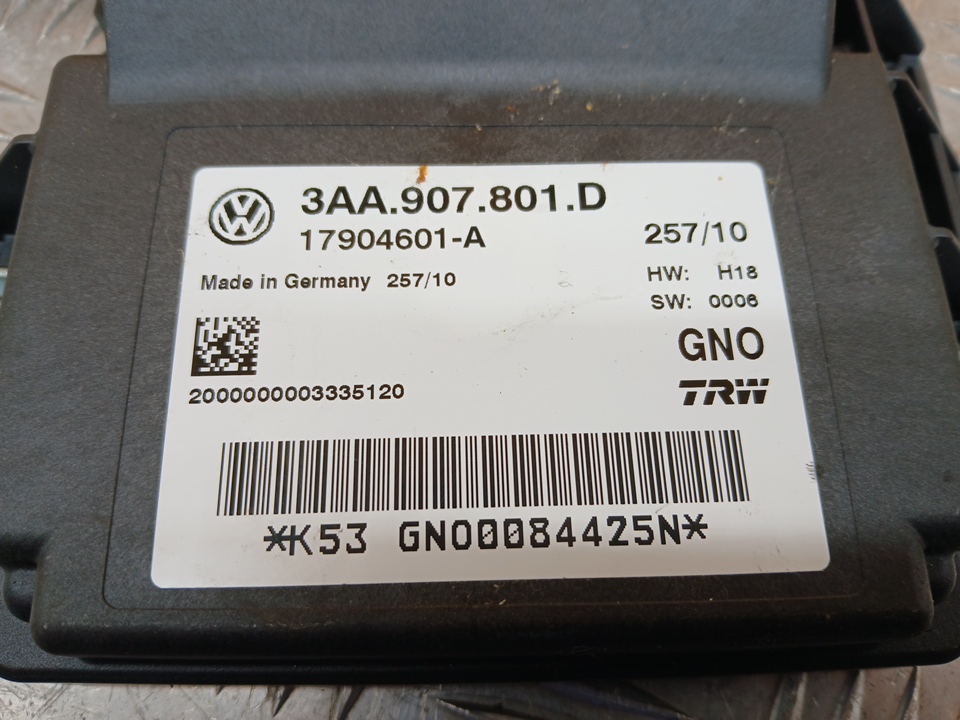 3AA.907.801.D
17904601-A
257/10
Made in Germany 257/10
HW: H18
SW: 0006
GNO
2000000003335120
TRW
*K53 GNO0084425N*